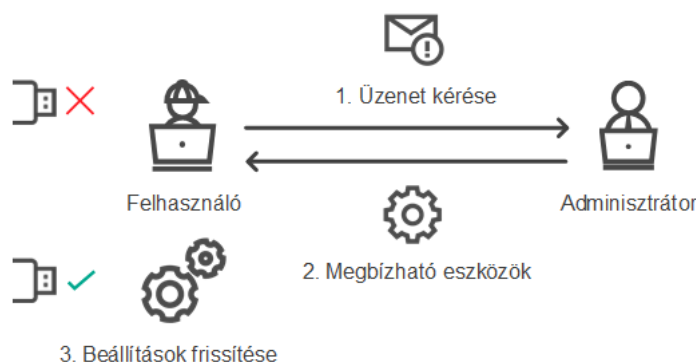 1. Üzenet kérése
Felhasználó
Adminisztrátor
2. Megbízható eszközök
3. Beállítások frissítése